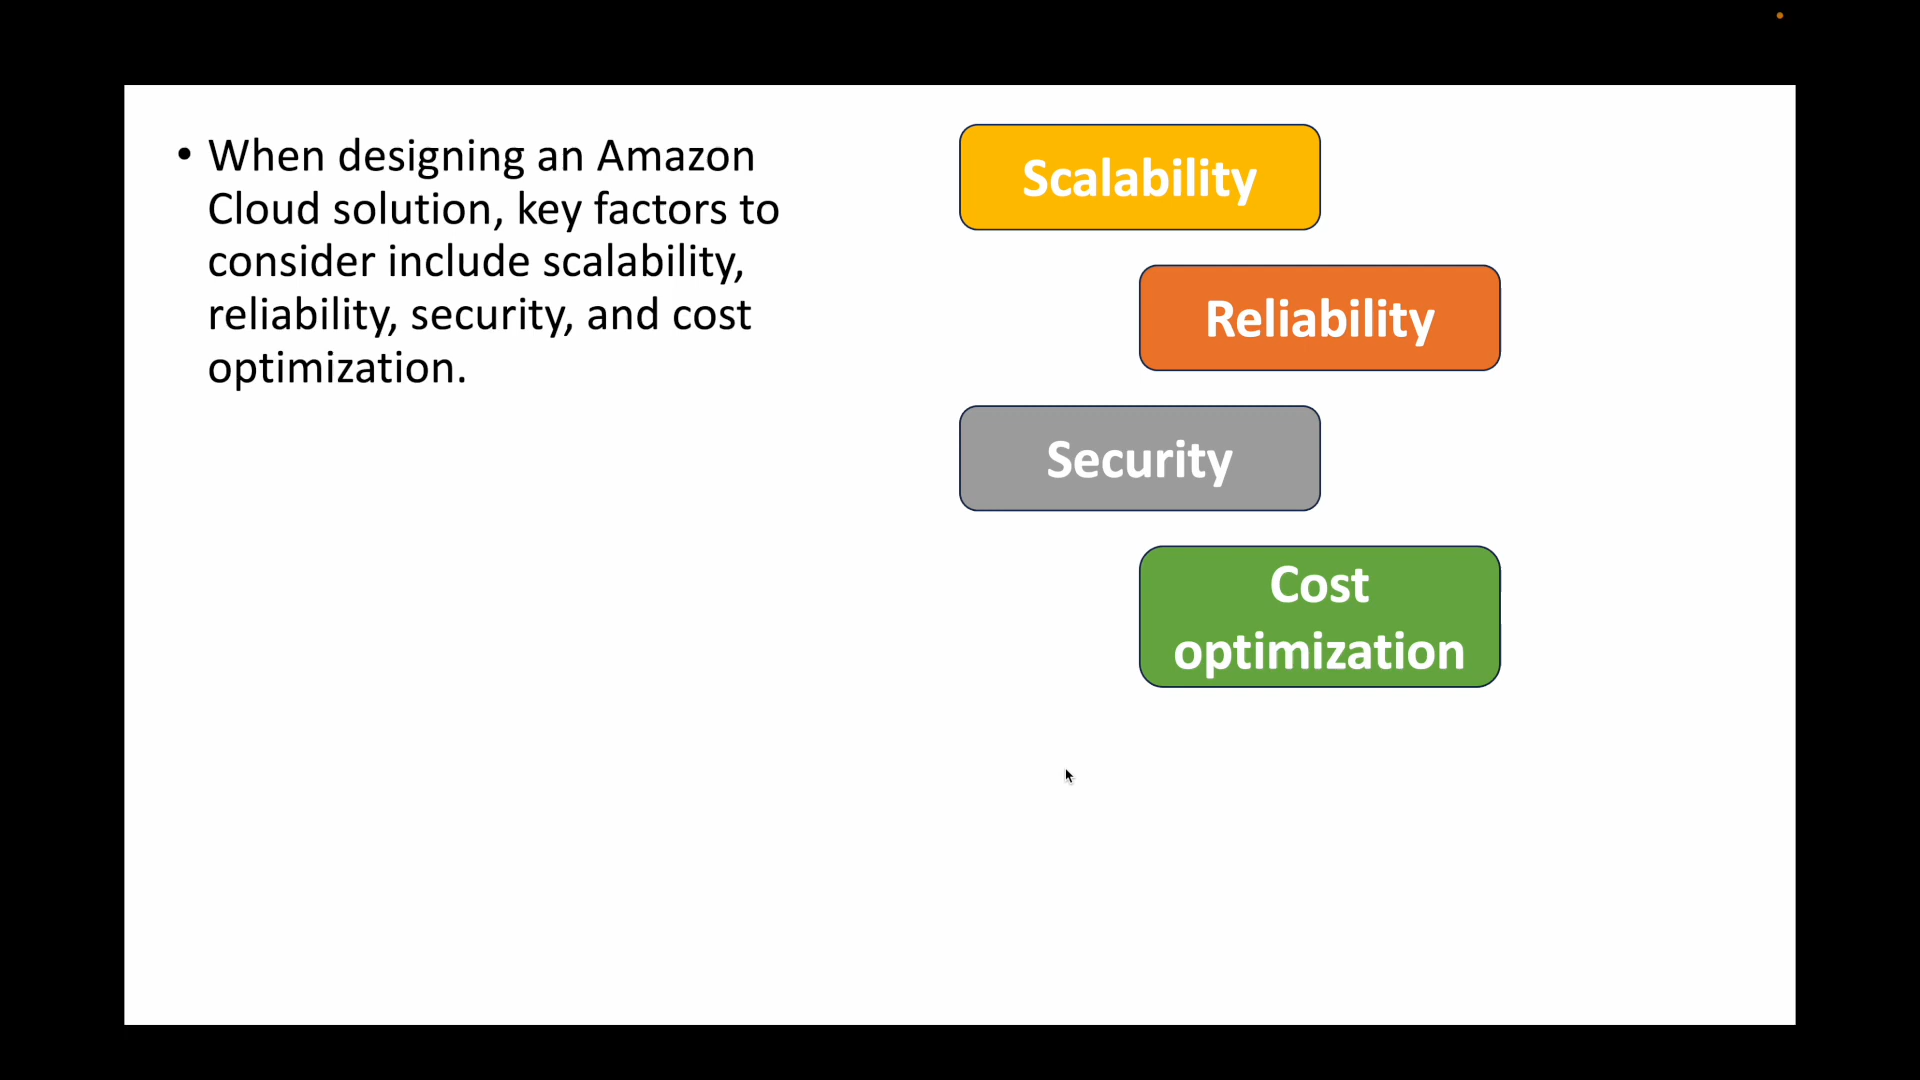 • When designing an Amazon
Cloud solution, key factors to
consider include scalability,
reliability, security, and cost
optimization.
Scalability
Reliability
Security
Cost
optimization